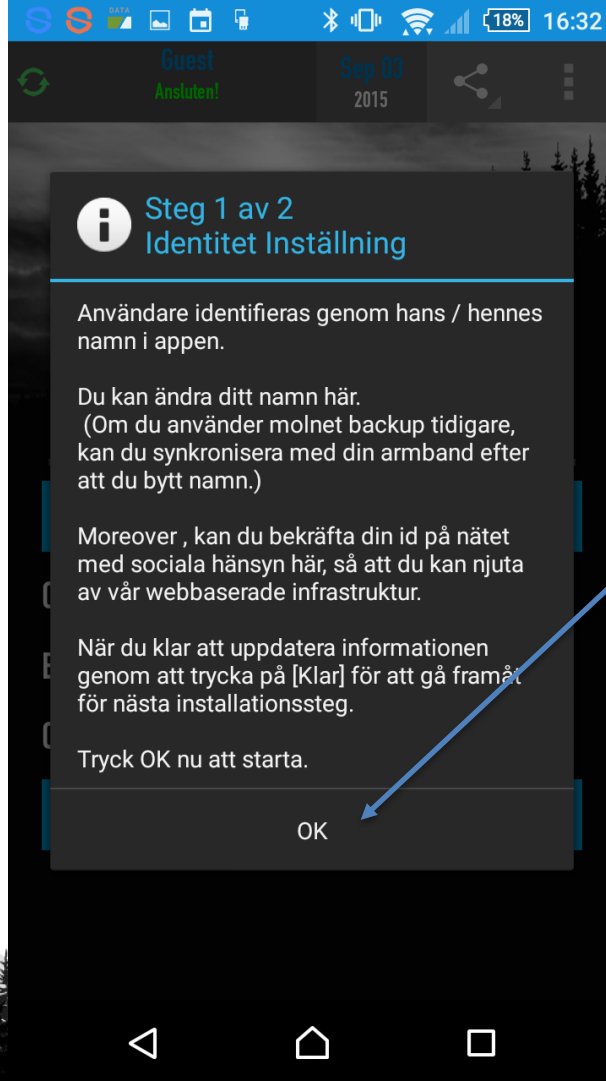 DATA
18% 16:32
Guest
Ansluten!
Sep 03
2015
Steg 1 av 2
Identitet Inställning
Användare identifieras genom hans / hennes
namn i appen.
Du kan ändra ditt namn här.
(Om du använder molnet backup tidigare,
kan du synkronisera med din armband efter
att du bytt namn.)
Moreover , kan du bekräfta din id på nätet
med sociala hänsyn här, så att du kan njuta
av vår webbaserade infrastruktur.
När du klar att uppdatera informationen
genom att trycka på [Klar] för att gå framåt
för nästa installationssteg.
Tryck OK nu att starta.
OK